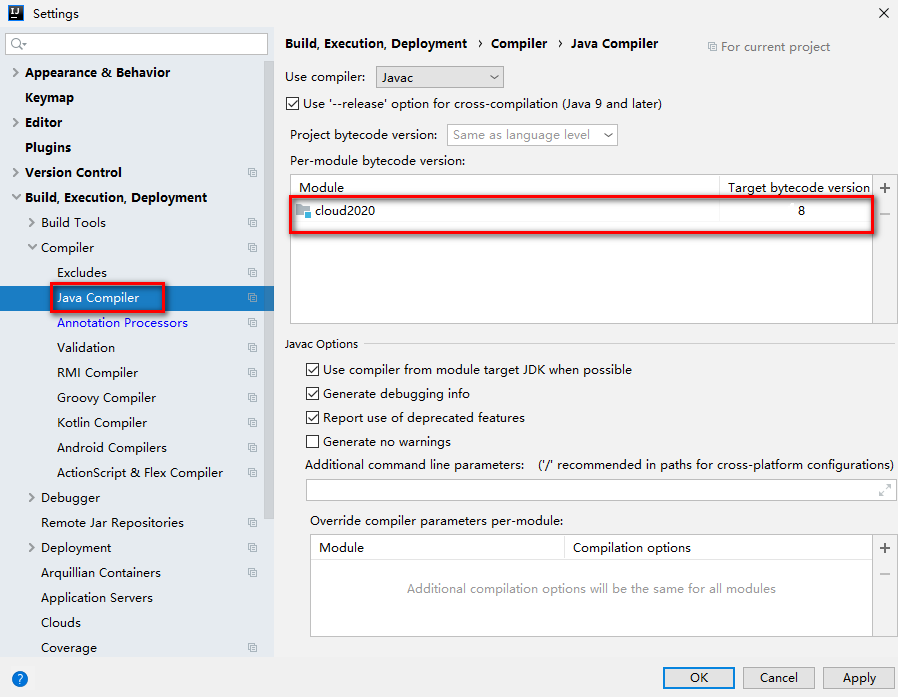 Settings
Appearance & Behavior
Keymap
Editor
Plugins
Version Control
Build, Execution, Deployment
Build Tools
Compiler
Excludes
Java Compiler
Annotation Processors
Validation
RMI Compiler
Groovy Compiler
Kotlin Compiler
Android Compilers
ActionScript & Flex Compiler
Debugger
Remote Jar Repositories
Deployment
Arquillian Containers
Application Servers
Clouds
Coverage
Build, Execution, Deployment › Compiler › Java Compiler
For current project
Use compiler: Javac
Use '--release' option for cross-compilation (Java 9 and later)
Project bytecode version: Same as language level
Per-module bytecode version:
Module Target bytecode version
cloud2020 8
Javac Options
Use compiler from module target JDK when possible
Generate debugging info
Report use of deprecated features
Generate no warnings
Additional command line parameters: ('/' recommended in paths for cross-platform configurations)
Override compiler parameters per-module:
Module Compilation options
Additional compilation options will be the same for all modules
? OK Cancel Apply